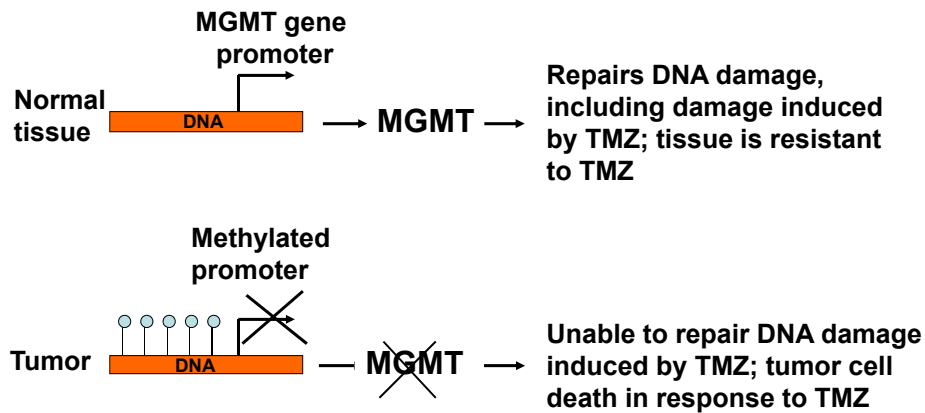 MGMT gene
promoter
Normal
tissue
DNA
MGMT
Repairs DNA damage,
including damage induced
by TMZ; tissue is resistant
to TMZ
Methylated
promoter
Tumor
DNA
MGMT
Unable to repair DNA damage
induced by TMZ; tumor cell
death in response to TMZ